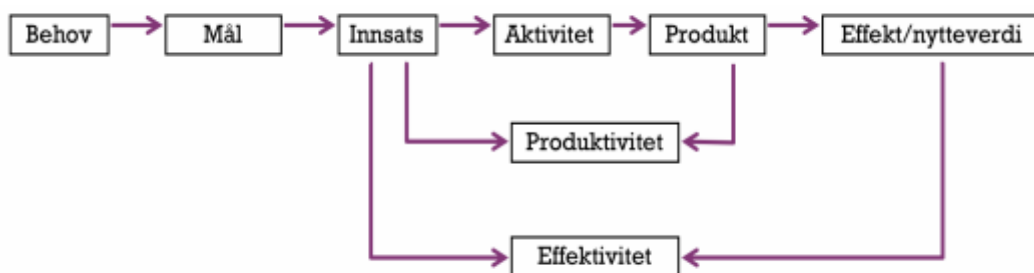 Behov
Mål
Innsats
Aktivitet
Produkt
Effekt/nytteverdi
Produktivitet
Effektivitet